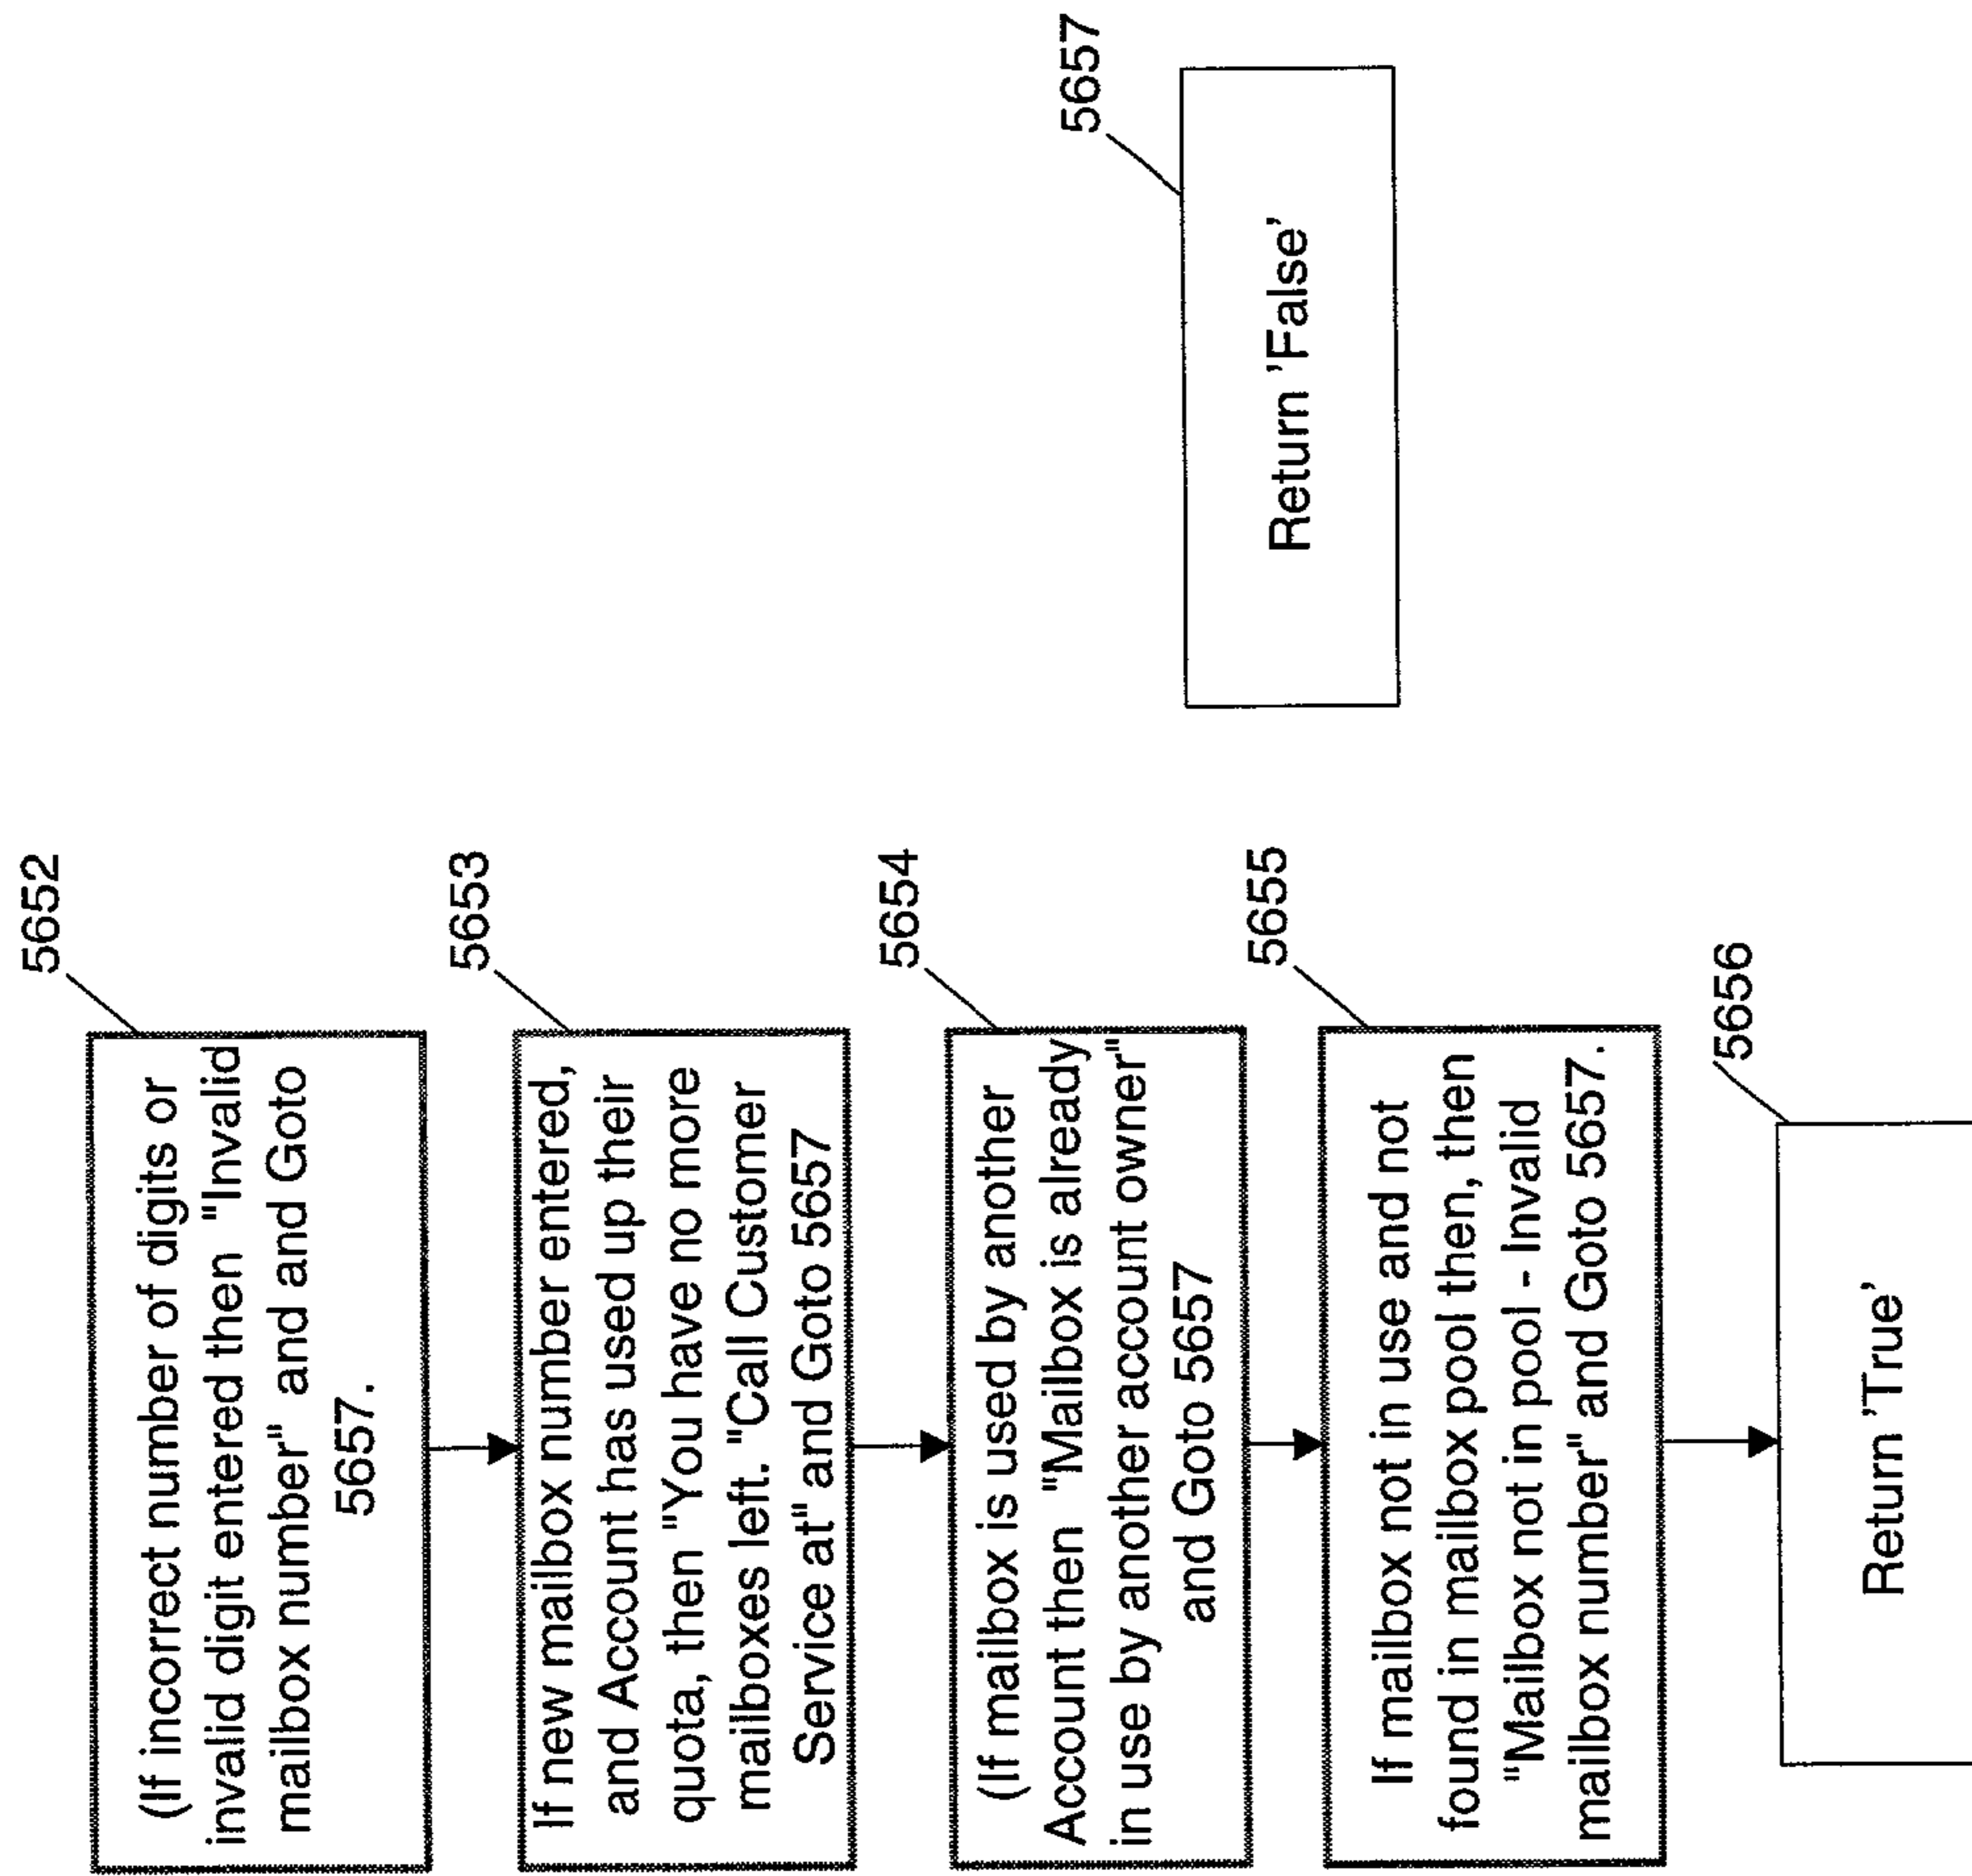 5652
(If incorrect number of digits or
invalid digit entered then "Invalid
mailbox number" and and Goto
5657.
5653
If new mailbox number entered,
and Account has used up their
quota, then "You have no more
mailboxes left. "Call Customer
Service at" and Goto 5657
5654
(If mailbox is used by another
Account then "Mailbox is already
in use by another account owner"
and Goto 5657
5655
If mailbox not in use and not
found in mailbox pool then, then
"Mailbox not in pool - Invalid
mailbox number" and Goto 5657.
5656
Return 'True'
5657
Return 'False'